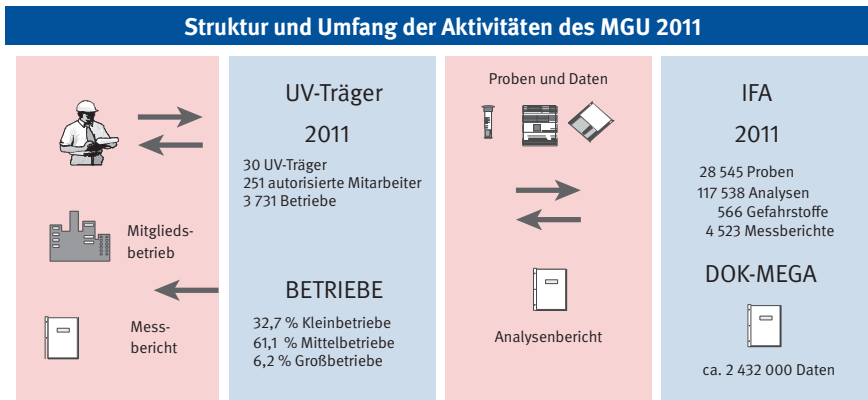 Struktur und Umfang der Aktivitäten des MGU 2011
Mitglieds-
betrieb
Mess-
bericht
UV-Träger
2011
30 UV-Träger
251 autorisierte Mitarbeiter
3 731 Betriebe
BETRIEBE
32,7 % Kleinbetriebe
61,1 % Mittelbetriebe
6,2 % Großbetriebe
Proben und Daten
Analysenbericht
IFA
2011
28 545 Proben
117 538 Analysen
566 Gefahrstoffe
4 523 Messberichte
DOK-MEGA
ca. 2 432 000 Daten